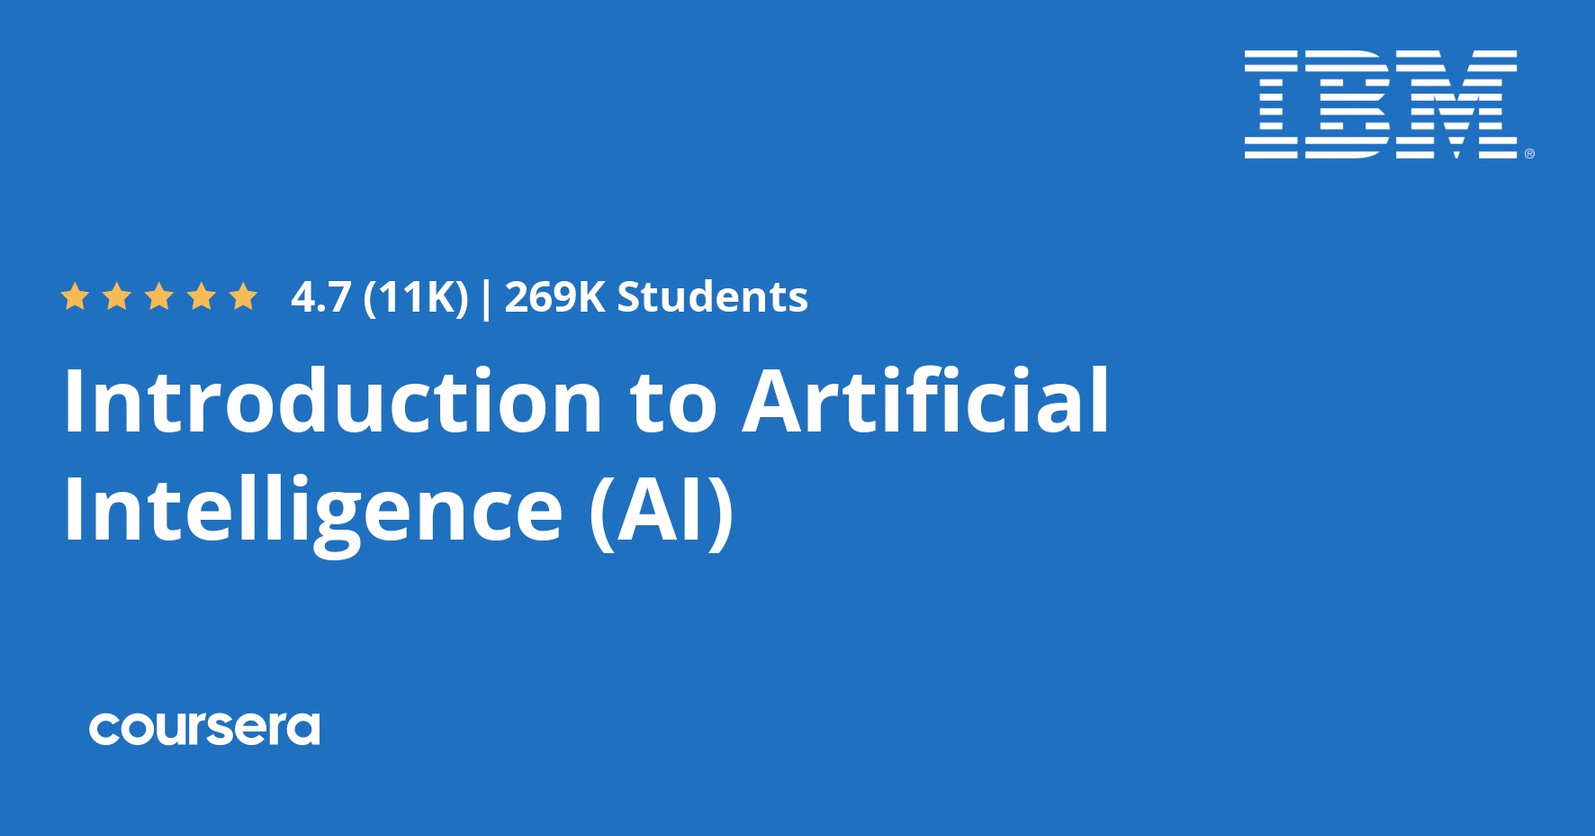 IBM®
4.7 (11K) | 269K Students
Introduction to Artificial
Intelligence (AI)
coursera